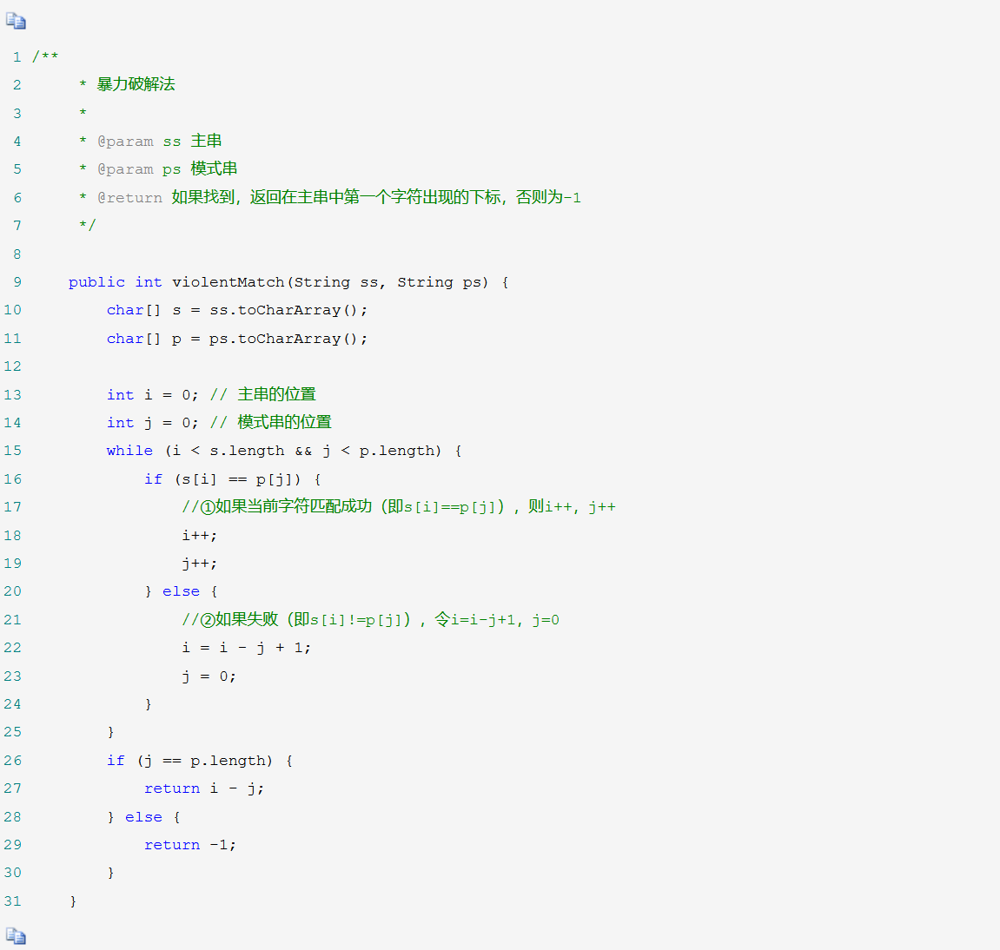 1 /**
2      * 暴力破解法
3      *
4      * @param ss 主串
5      * @param ps 模式串
6      * @return 如果找到，返回在主串中第一个字符出现的下标，否则为-1
7      */
8
9     public int violentMatch(String ss, String ps) {
10         char[] s = ss.toCharArray();
11         char[] p = ps.toCharArray();
12
13         int i = 0; // 主串的位置
14         int j = 0; // 模式串的位置
15         while (i < s.length && j < p.length) {
16             if (s[i] == p[j]) {
17                 //①如果当前字符匹配成功（即s[i]==p[j]）, 则i++, j++
18                 i++;
19                 j++;
20             } else {
21                 //②如果失败（即s[i]!=p[j]）, 令i=i-j+1, j=0
22                 i = i - j + 1;
23                 j = 0;
24             }
25         }
26         if (j == p.length) {
27             return i - j;
28         } else {
29             return -1;
30         }
31     }